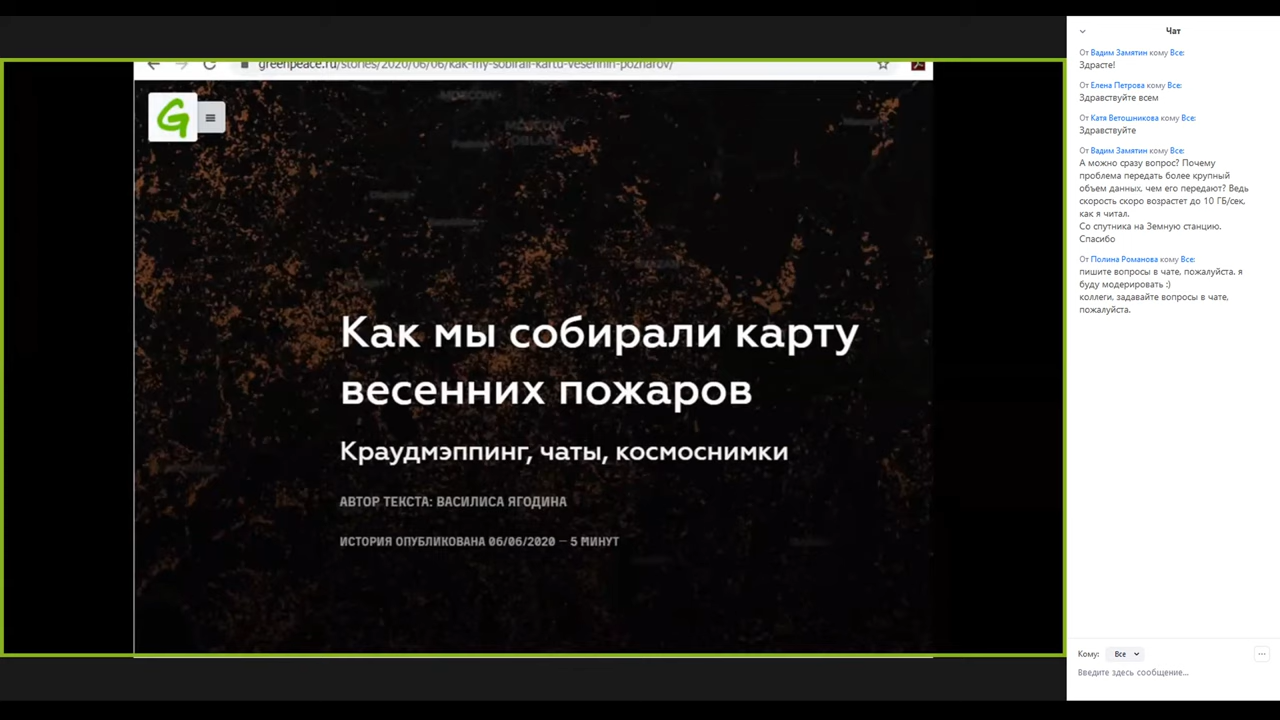 greenpeace.ru/stories/2020/06/06/kak-my-sobirali-kartu-vesennih-pozharov/
MOSCOW
Как мы собирали карту
весенних пожаров
Краудмэппинг, чаты, космоснимки
АВТОР ТЕКСТА: ВАСИЛИСА ЯГОДИНА
ИСТОРИЯ ОПУБЛИКОВАНА 06/06/2020 — 5 МИНУТ
Чат
От Вадим Замятин кому Все:
Здрасте!
От Елена Петрова кому Все:
Здравствуйте всем
От Катя Ветошникова кому Все:
Здравствуйте
От Вадим Замятин кому Все:
А можно сразу вопрос? Почему
проблема передать более крупный
объем данных, чем его передают? Ведь
скорость скоро возрастет до 10 ГБ/сек,
как я читал.
Со спутника на Земную станцию.
Спасибо
От Полина Романова кому Все:
пишите вопросы в чате, пожалуйста. я
буду модерировать :)
коллеги, задавайте вопросы в чате,
пожалуйста.
Кому: Все
Введите здесь сообщение...